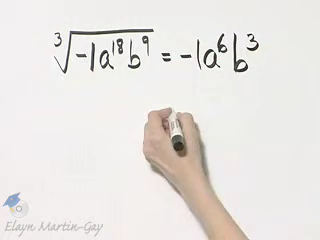 ∛(-1a¹⁸b⁹) = -1a⁶b³
Elayn Martin-Gay